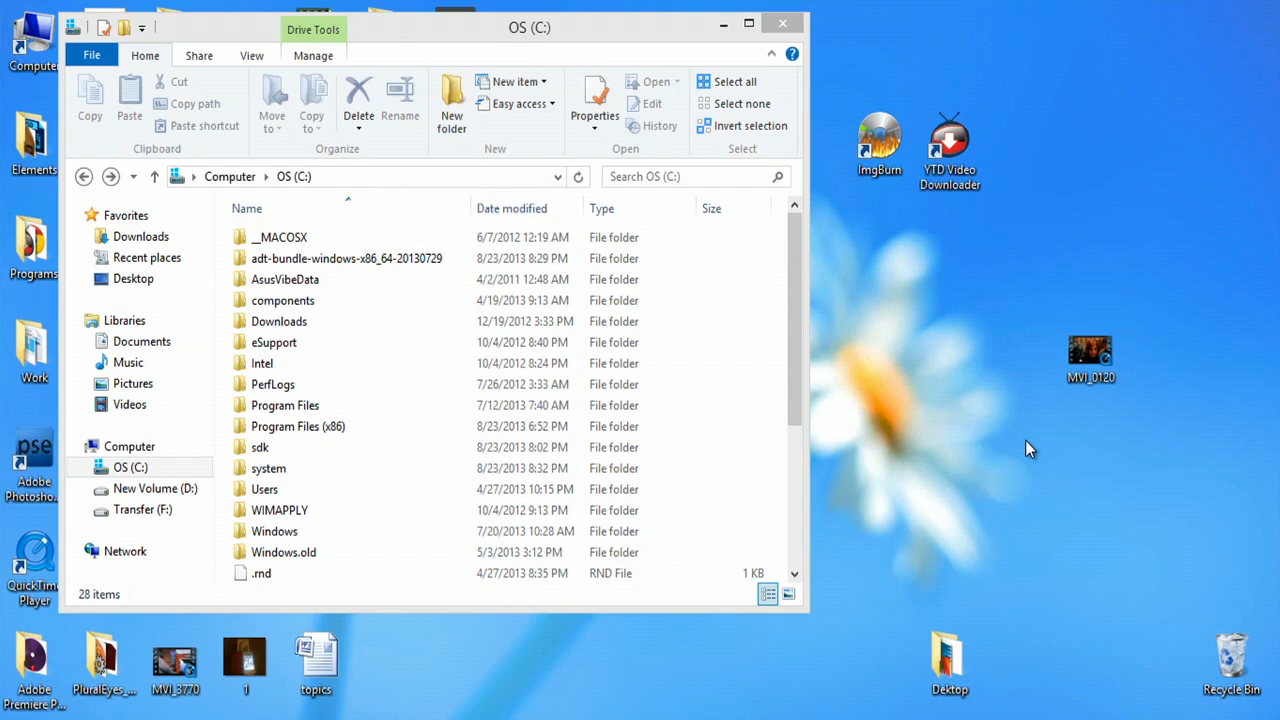 Drive Tools
OS (C:)
File
Home
Share
View
Manage
Copy
Paste
Cut
Copy path
Paste shortcut
Clipboard
Move to
Copy to
Delete
Rename
Organize
New folder
New item
Easy access
New
Properties
Open
Edit
History
Open
Select all
Select none
Invert selection
Select
Computer
OS (C:)
Search OS (C:)
Name
Date modified
Type
Size
Favorites
Downloads
Recent places
Desktop
Libraries
Documents
Music
Pictures
Videos
Computer
OS (C:)
New Volume (D:)
Transfer (F:)
Network
__MACOSX 6/7/2012 12:19 AM File folder
adt-bundle-windows-x86_64-20130729 8/23/2013 8:29 PM File folder
AsusVibeData 4/2/2011 12:48 AM File folder
components 4/19/2013 9:13 AM File folder
Downloads 12/19/2012 3:33 PM File folder
eSupport 10/4/2012 8:40 PM File folder
Intel 10/4/2012 8:24 PM File folder
PerfLogs 7/26/2012 3:33 AM File folder
Program Files 7/12/2013 7:40 AM File folder
Program Files (x86) 8/23/2013 6:52 PM File folder
sdk 8/23/2013 8:02 PM File folder
system 8/23/2013 8:32 PM File folder
Users 4/27/2013 10:15 PM File folder
WIMAPPLY 10/4/2012 9:13 PM File folder
Windows 7/20/2013 10:28 AM File folder
Windows.old 5/3/2013 3:12 PM File folder
.rnd 4/27/2013 8:35 PM RND File 1 KB
28 items
Computer
Elements
Programs
Work
pse
Adobe
Photosho...
QuickTime
Player
Adobe
Premiere P...
PluralEyes_...
MVI_3770
1
topics
ImgBurn
YTD Video
Downloader
MVI_0120
Dektop
Recycle Bin